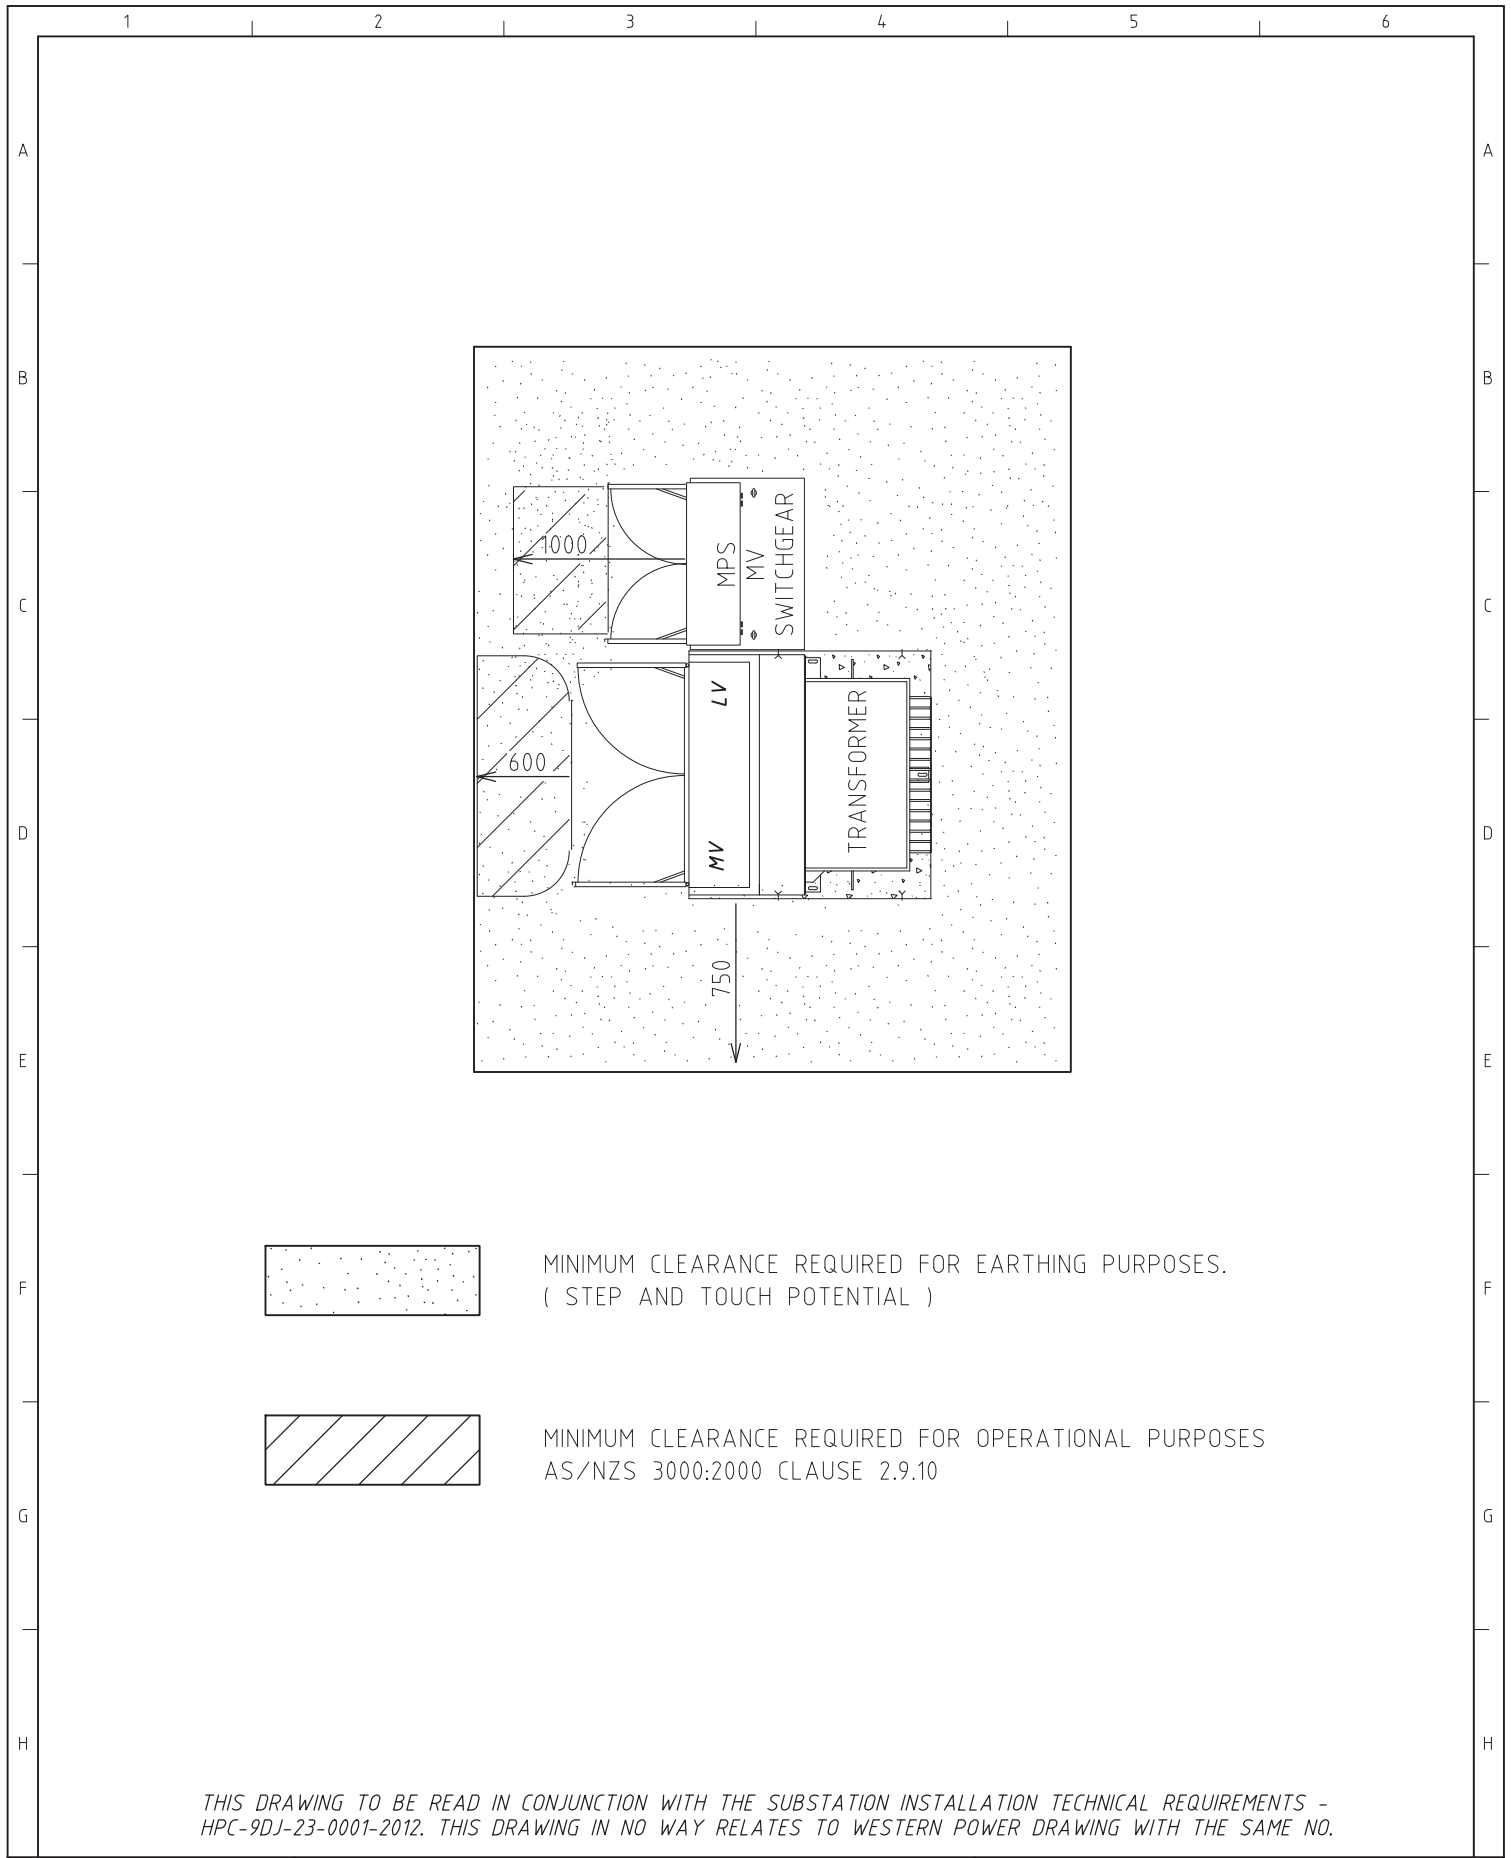 1 2 3 4 5 6
A A
B B
1000
MPS
MV
SWITCHGEAR
C C
LV
600
TRANSFORMER
MV
D D
750
E E
MINIMUM CLEARANCE REQUIRED FOR EARTHING PURPOSES.
( STEP AND TOUCH POTENTIAL )
F F
MINIMUM CLEARANCE REQUIRED FOR OPERATIONAL PURPOSES
AS/NZS 3000:2000 CLAUSE 2.9.10
G G
H H
THIS DRAWING TO BE READ IN CONJUNCTION WITH THE SUBSTATION INSTALLATION TECHNICAL REQUIREMENTS -
HPC-9DJ-23-0001-2012. THIS DRAWING IN NO WAY RELATES TO WESTERN POWER DRAWING WITH THE SAME NO.